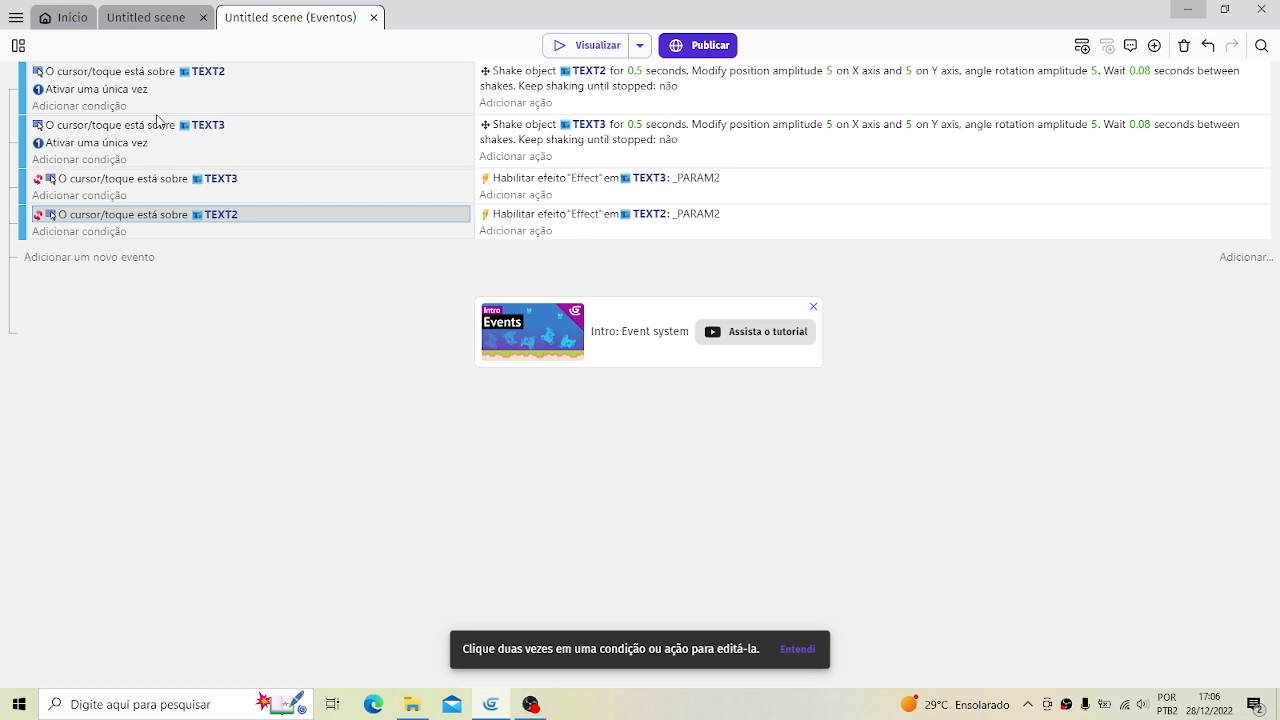 Início
Untitled scene
Untitled scene (Eventos)
Visualizar
Publicar
O cursor/toque está sobre TEXT2
Ativar uma única vez
Adicionar condição
Shake object TEXT2 for 0.5 seconds. Modify position amplitude 5 on X axis and 5 on Y axis, angle rotation amplitude 5. Wait 0.08 seconds between
shakes. Keep shaking until stopped: não
Adicionar ação
O cursor/toque está sobre TEXT3
Ativar uma única vez
Adicionar condição
Shake object TEXT3 for 0.5 seconds. Modify position amplitude 5 on X axis and 5 on Y axis, angle rotation amplitude 5. Wait 0.08 seconds between
shakes. Keep shaking until stopped: não
Adicionar ação
O cursor/toque está sobre TEXT3
Adicionar condição
Habilitar efeito"Effect"em TEXT3: _PARAM2
Adicionar ação
O cursor/toque está sobre TEXT2
Adicionar condição
Habilitar efeito"Effect"em TEXT2: _PARAM2
Adicionar ação
Adicionar um novo evento
Adicionar...
Intro
Events
Intro: Event system
Assista o tutorial
Clique duas vezes em uma condição ou ação para editá-la.
Entendi
Digite aqui para pesquisar
29°C Ensolarado
POR
PTB2
17:06
28/12/2022
2